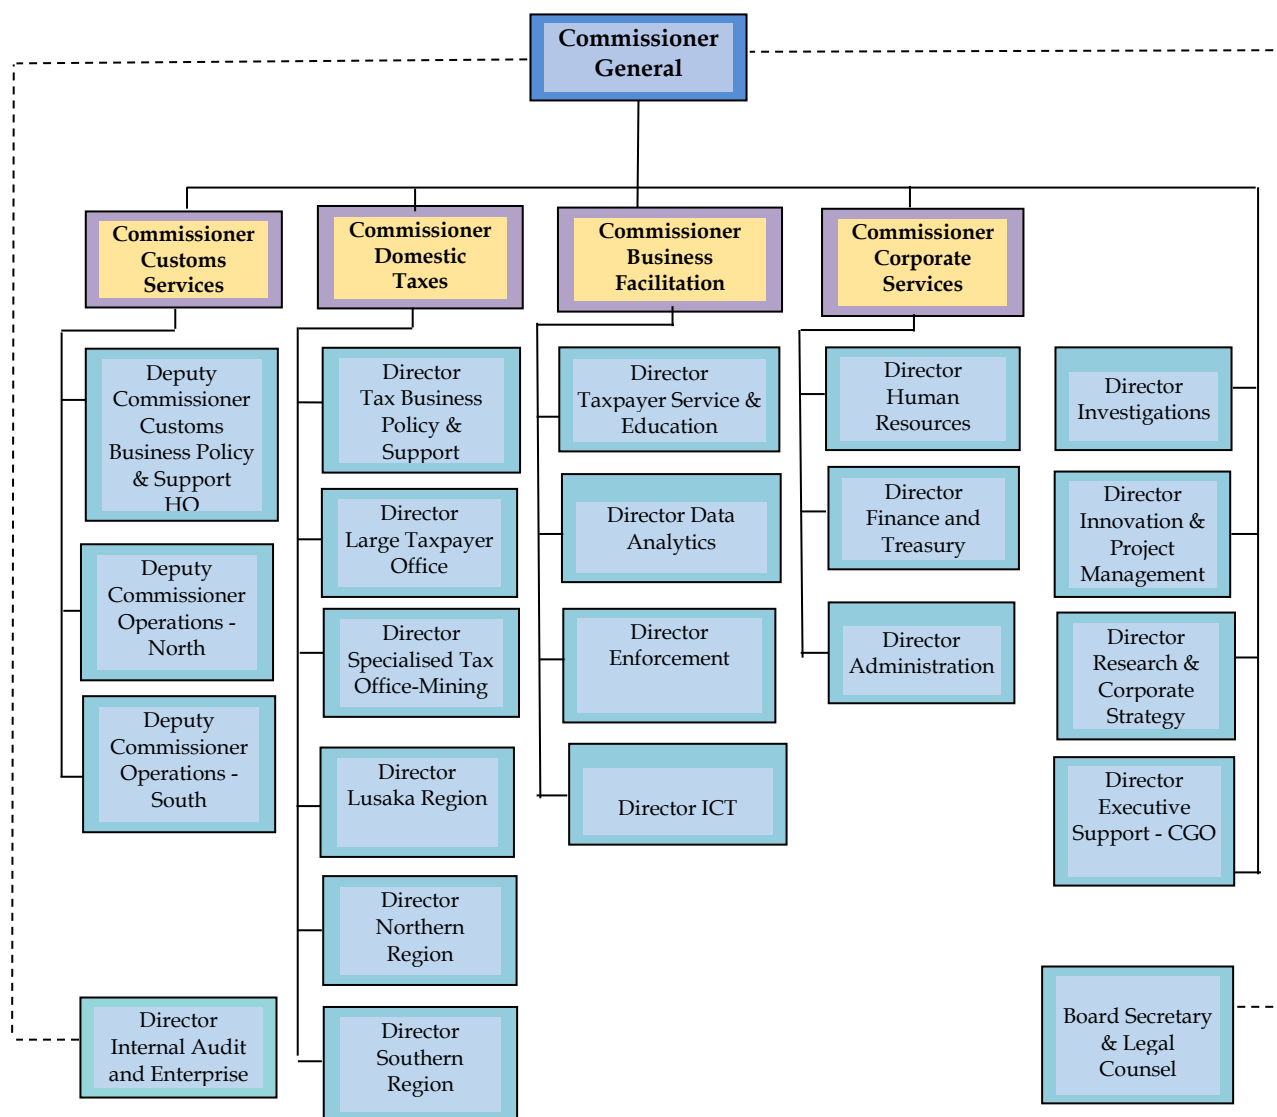 Commissioner
General
Commissioner
Customs
Services
Commissioner
Domestic
Taxes
Commissioner
Business
Facilitation
Commissioner
Corporate
Services
Deputy
Commissioner
Customs
Business Policy
& Support
HQ
Deputy
Commissioner
Operations -
North
Deputy
Commissioner
Operations -
South
Director
Internal Audit
and Enterprise
Director
Tax Business
Policy &
Support
Director
Large Taxpayer
Office
Director
Specialised Tax
Office-Mining
Director
Lusaka Region
Director
Northern
Region
Director
Southern
Region
Director
Taxpayer Service &
Education
Director Data
Analytics
Director
Enforcement
Director ICT
Director
Human
Resources
Director
Finance and
Treasury
Director
Administration
Director
Investigations
Director
Innovation &
Project
Management
Director
Research &
Corporate
Strategy
Director
Executive
Support - CGO
Board Secretary
& Legal
Counsel